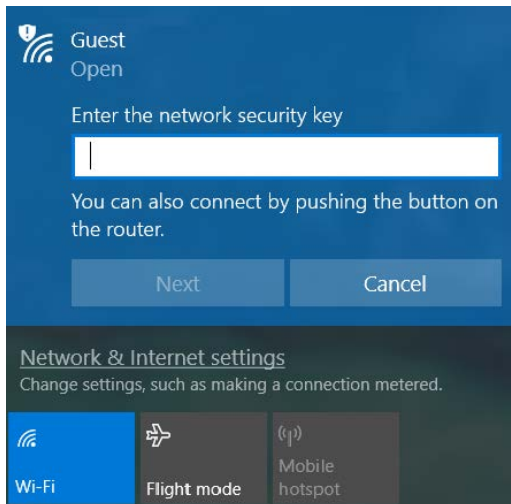 Guest
Open
Enter the network security key
You can also connect by pushing the button on
the router.
Next Cancel
Network & Internet settings
Change settings, such as making a connection metered.
Wi-Fi Flight mode Mobile
hotspot